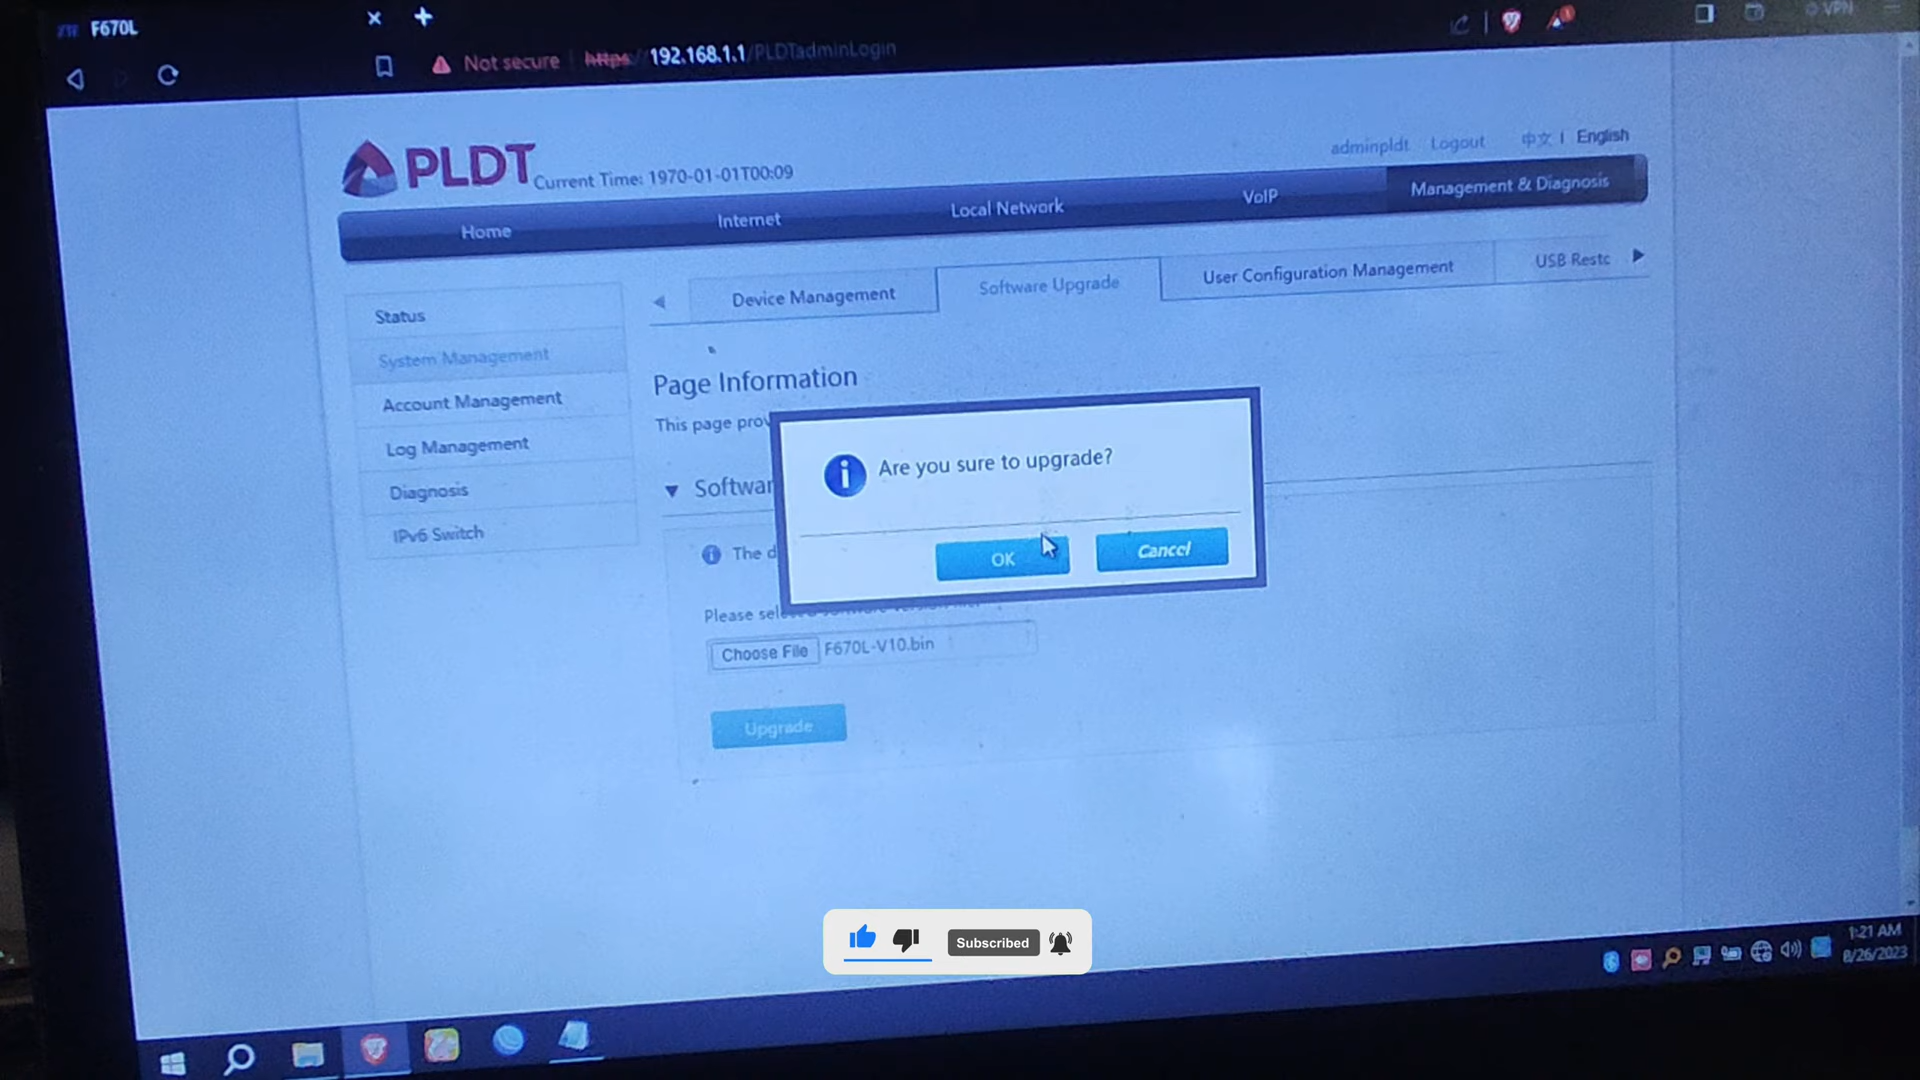 F670L
Not secure https://192.168.1.1/PLDTadminLogin
VPN
PLDT
Current Time: 1970-01-01T00:09
adminpldt Logout 中文 | English
Home Internet Local Network VoIP Management & Diagnosis
Status
System Management
Account Management
Log Management
Diagnosis
IPv6 Switch
Device Management Software Upgrade User Configuration Management USB Restc
Page Information
This page prov
Softwar
Are you sure to upgrade?
OK Cancel
The d
Please sel
Choose File F670L-V10.bin
Upgrade
Subscribed
1:21 AM
8/26/2023